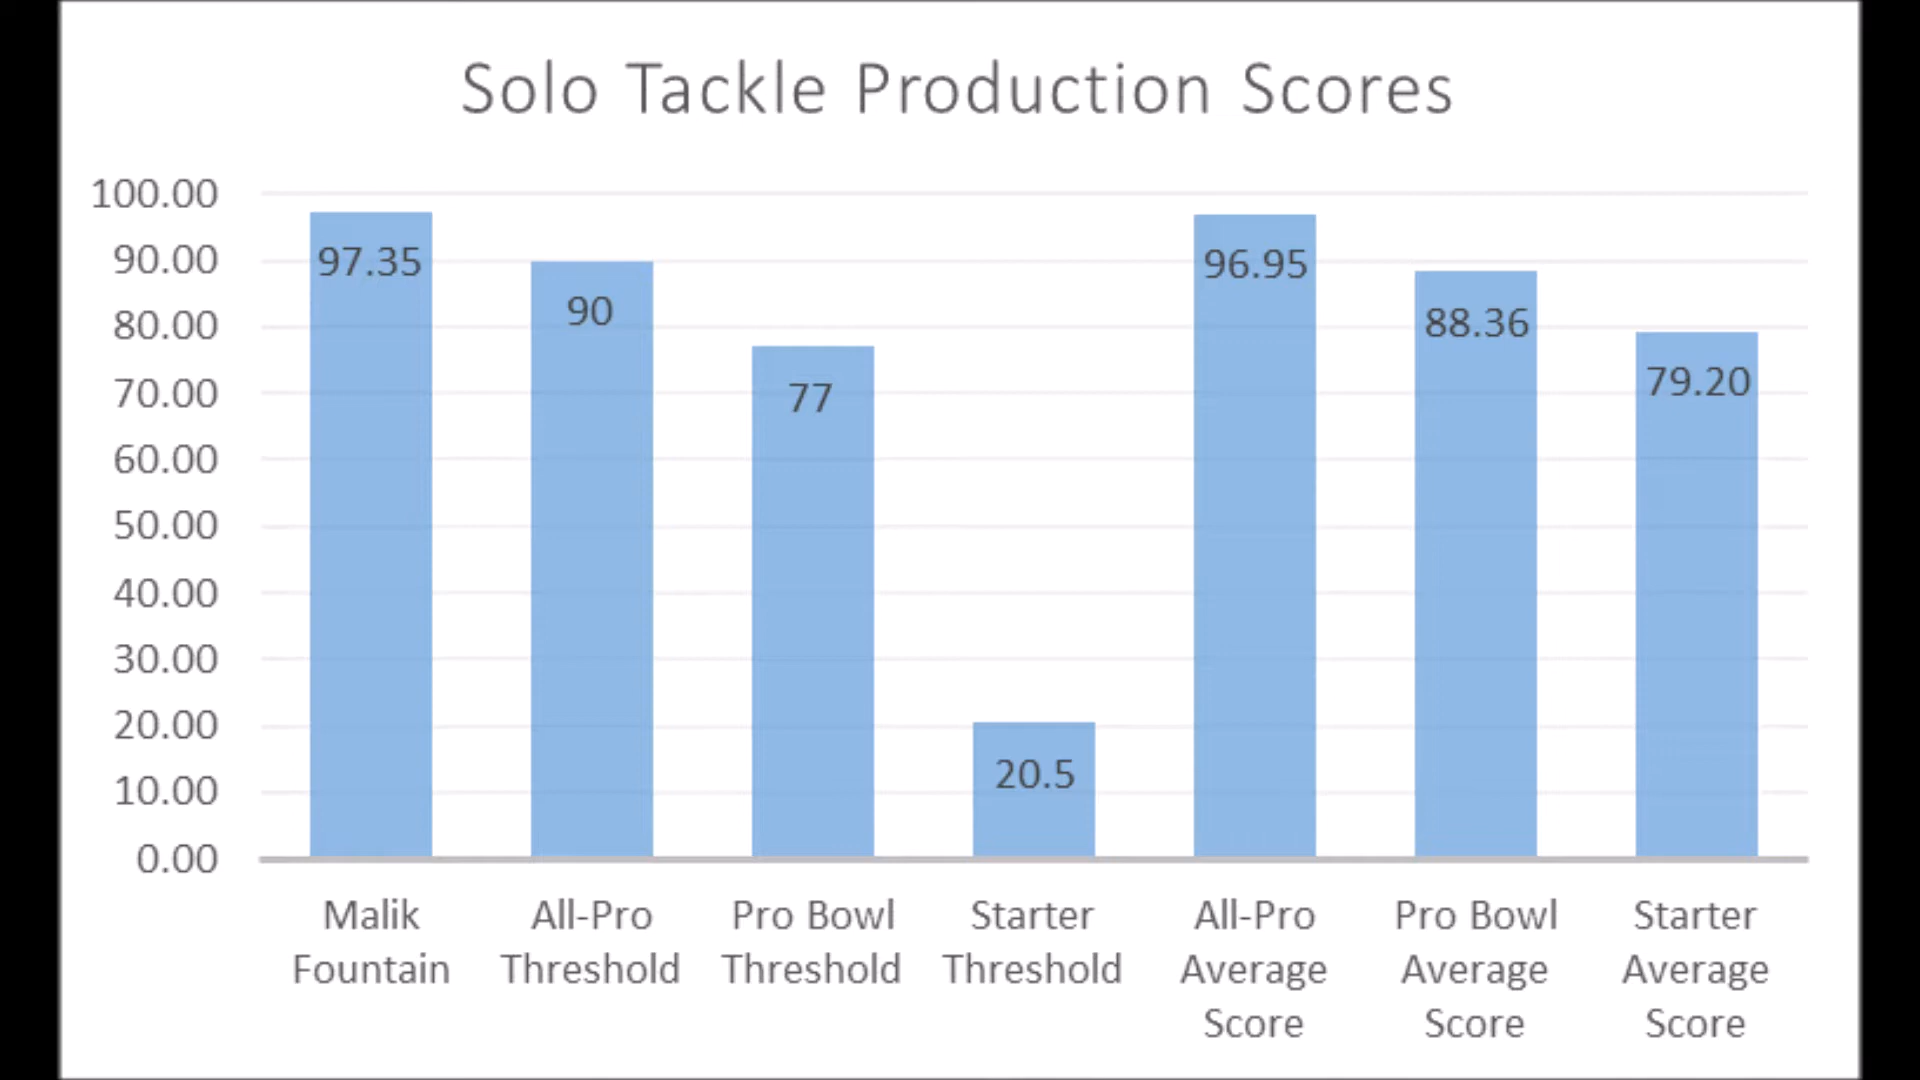 Solo Tackle Production Scores
100.00
90.00
80.00
70.00
60.00
50.00
40.00
30.00
20.00
10.00
0.00
97.35
90
77
20.5
96.95
88.36
79.20
Malik
Fountain
All-Pro
Threshold
Pro Bowl
Threshold
Starter
Threshold
All-Pro
Average
Score
Pro Bowl
Average
Score
Starter
Average
Score